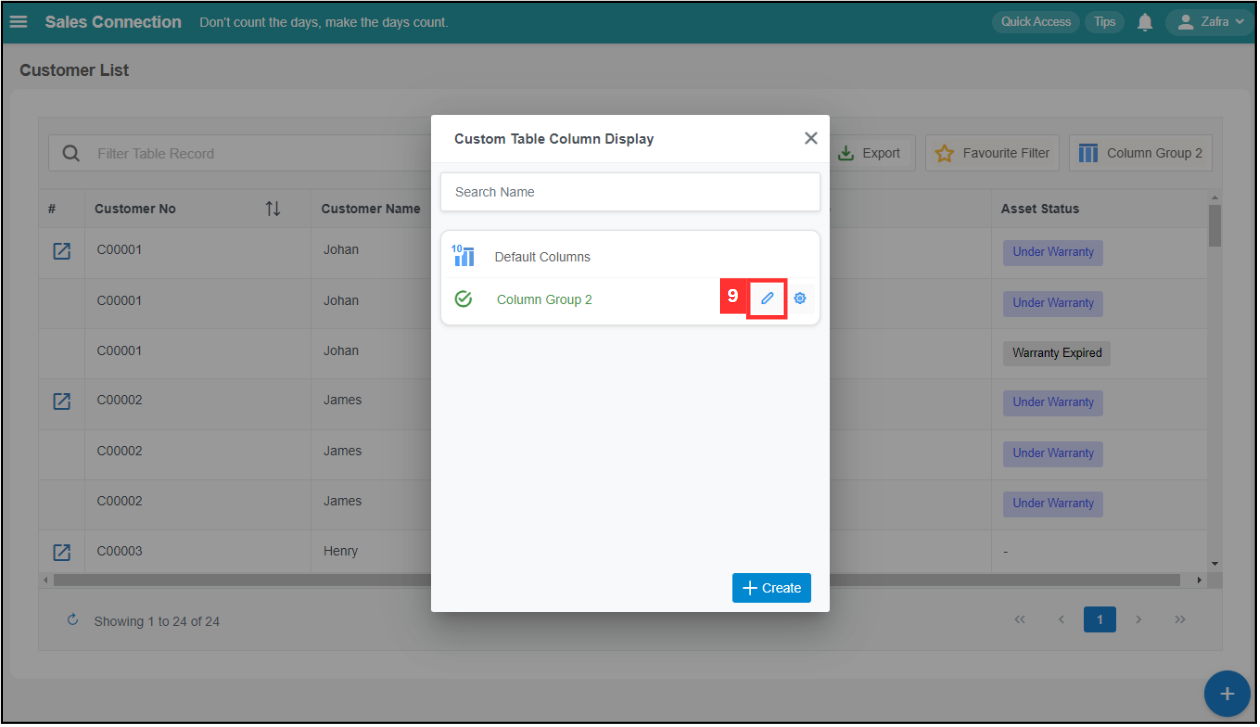 Sales Connection Don't count the days, make the days count. Quick Access Tips Zafra
Customer List
Custom Table Column Display
Filter Table Record Export Favourite Filter Column Group 2
Search Name
# Customer No Customer Name Asset Status
C00001 Johan Under Warranty
10 Default Columns
Column Group 2 9
C00001 Johan Under Warranty
C00001 Johan Warranty Expired
C00002 James Under Warranty
C00002 James Under Warranty
C00002 James Under Warranty
C00003 Henry -
+ Create
Showing 1 to 24 of 24 << < 1 > >>
+